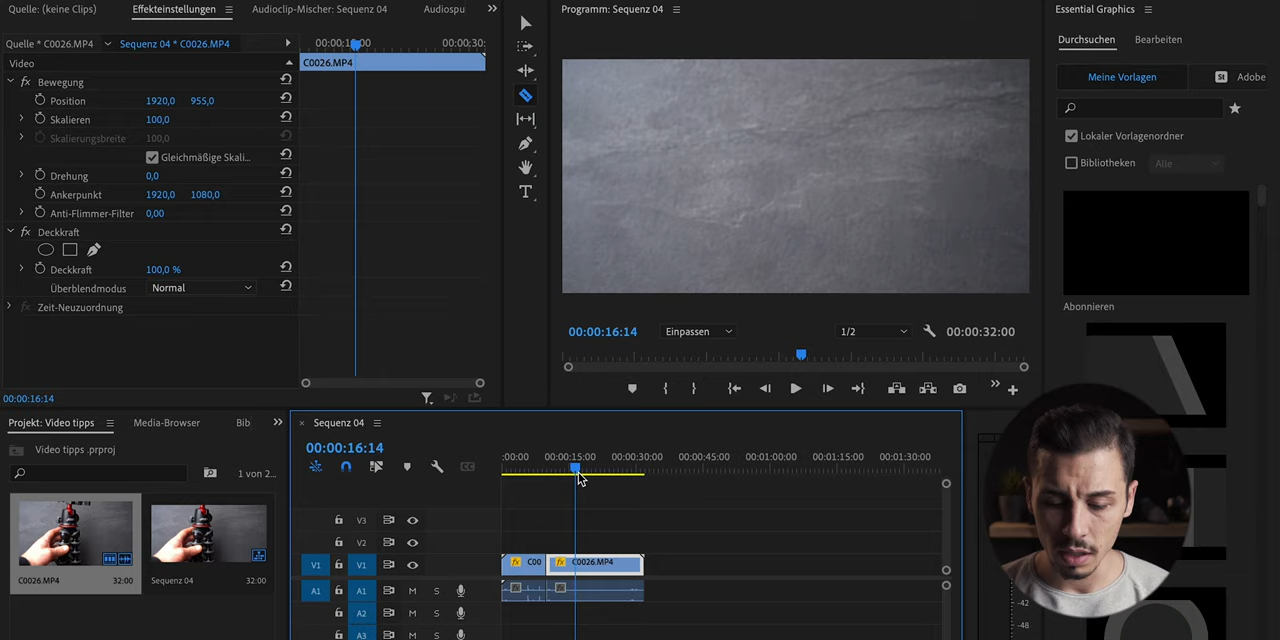 Quelle: (keine Clips)
Effekteinstellungen
Audioclip-Mischer: Sequenz 04
Audiospu
Quelle * C0026.MP4
Sequenz 04 * C0026.MP4
00:00:30:
Video
C0026.MP4
Bewegung
Position 1920,0 955,0
Skalieren 100,0
Skalierungsbreite 100,0
Gleichmäßige Skali...
Drehung 0,0
Ankerpunkt 1920,0 1080,0
Anti-Flimmer-Filter 0,00
Deckkraft
Deckkraft 100,0 %
Überblendmodus Normal
Zeit-Neuzuordnung
00:00:16:14
Programm: Sequenz 04
00:00:16:14
Einpassen
1/2
00:00:32:00
Essential Graphics
Durchsuchen
Bearbeiten
Meine Vorlagen
St Adobe
Lokaler Vorlagenordner
Bibliotheken
Alle
Abonnieren
Projekt: Video tipps
Media-Browser
Bib
Video tipps .prproj
1 von 2...
C0026.MP4 32:00
Sequenz 04 32:00
Sequenz 04
00:00:16:14
:00:00 00:00:15:00 00:00:30:00 00:00:45:00 00:01:00:00 00:01:15:00 00:01:30:00
V3
V2
V1 V1
fx C00
fx C0026.MP4
A1 A1 M S
A2 M S
A3 M S
-42
-48